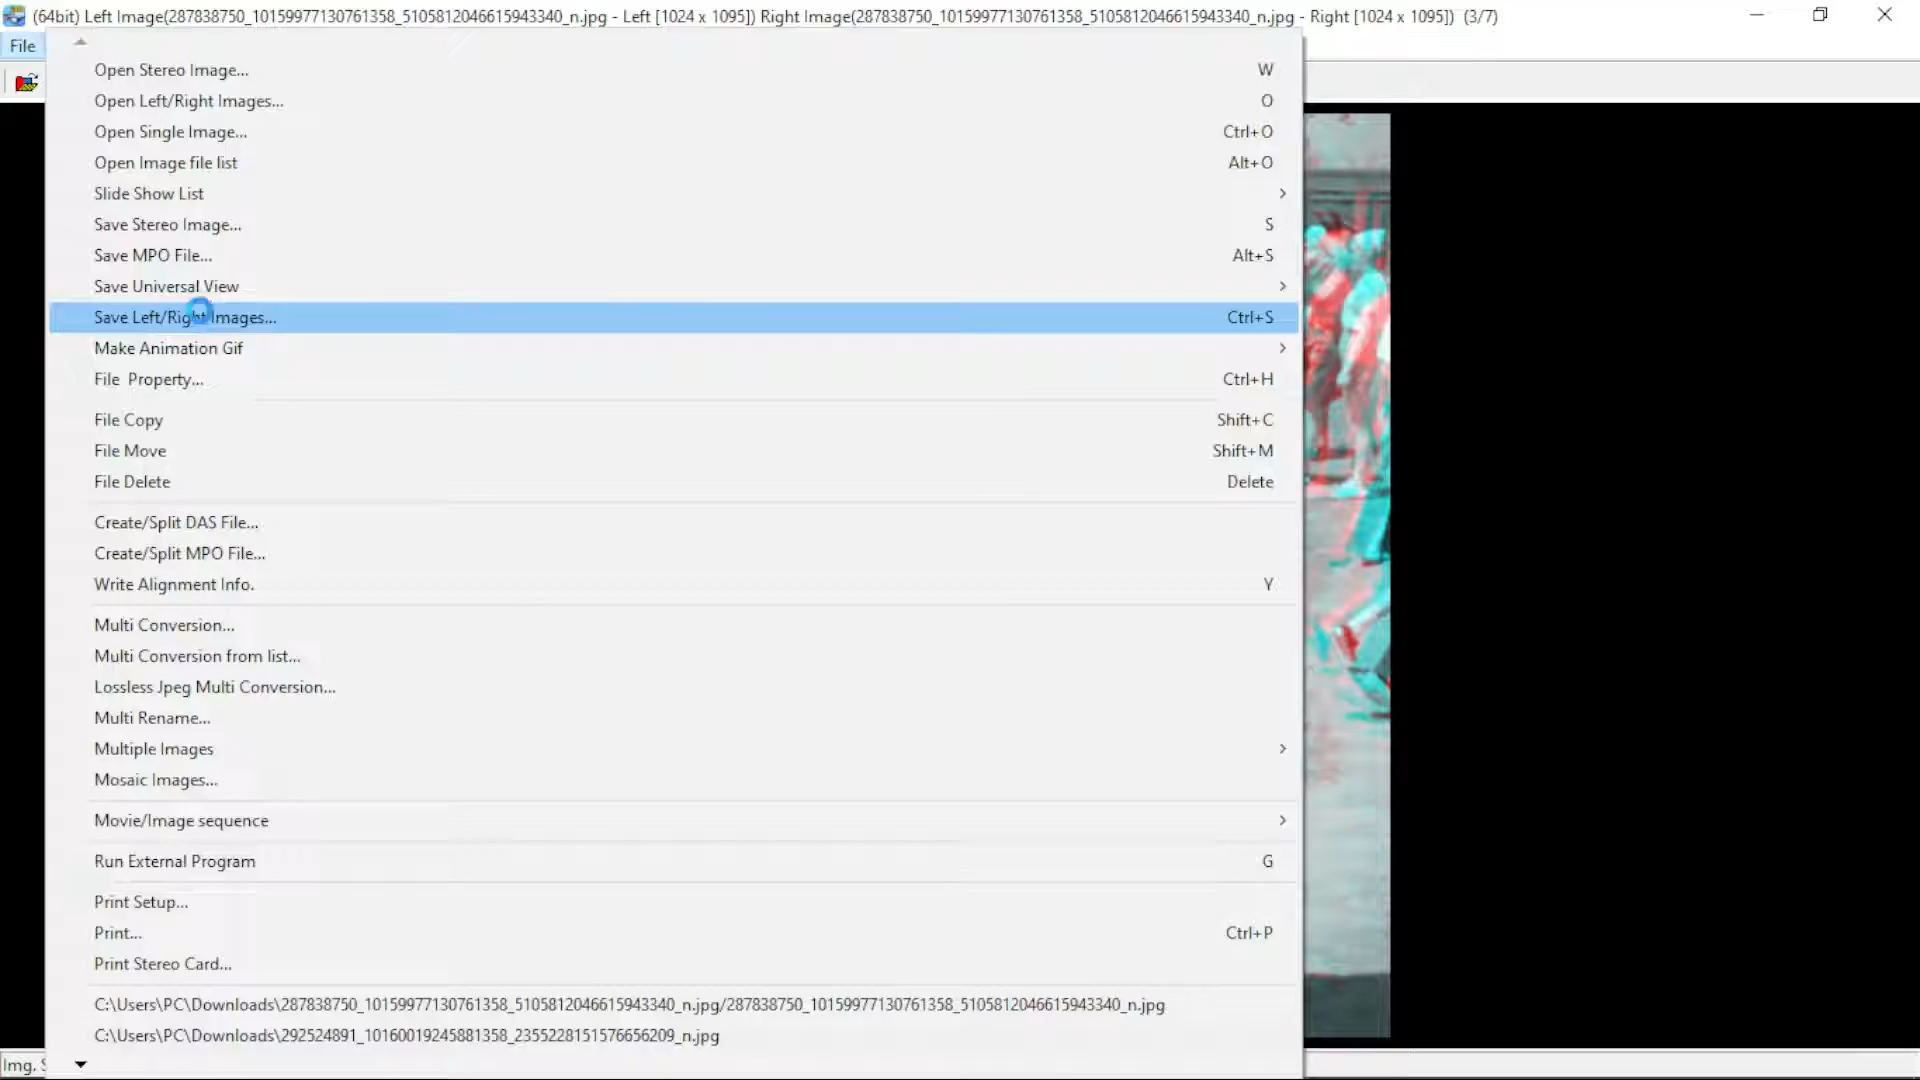 (64bit) Left Image(287838750_10159977130761358_5105812046615943340_n.jpg - Left [1024 x 1095]) Right Image(287838750_10159977130761358_5105812046615943340_n.jpg - Right [1024 x 1095]) (3/7)
File
Open Stereo Image... W
Open Left/Right Images... O
Open Single Image... Ctrl+O
Open Image file list Alt+O
Slide Show List
Save Stereo Image... S
Save MPO File... Alt+S
Save Universal View
Save Left/Right Images... Ctrl+S
Make Animation Gif
File Property... Ctrl+H
File Copy Shift+C
File Move Shift+M
File Delete Delete
Create/Split DAS File...
Create/Split MPO File...
Write Alignment Info. Y
Multi Conversion...
Multi Conversion from list...
Lossless Jpeg Multi Conversion...
Multi Rename...
Multiple Images
Mosaic Images...
Movie/Image sequence
Run External Program G
Print Setup...
Print... Ctrl+P
Print Stereo Card...
C:\Users\PC\Downloads\287838750_10159977130761358_5105812046615943340_n.jpg/287838750_10159977130761358_5105812046615943340_n.jpg
C:\Users\PC\Downloads\292524891_10160019245881358_2355228151576656209_n.jpg
Img.